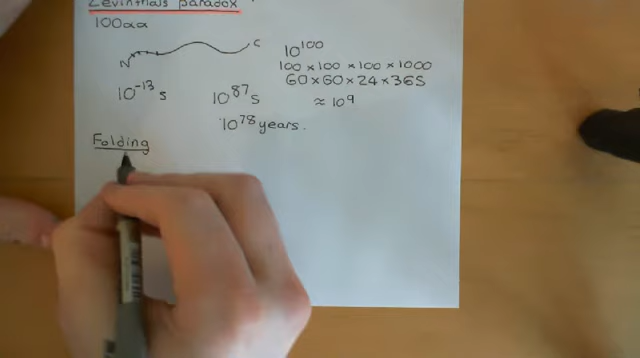 Levinthals paradox
100aa
N C
10^100
100 × 100 × 100 × 1000
60 × 60 × 24 × 365
10^-13 s
10^87 s
≈ 10^9
10^78 years.
Folding